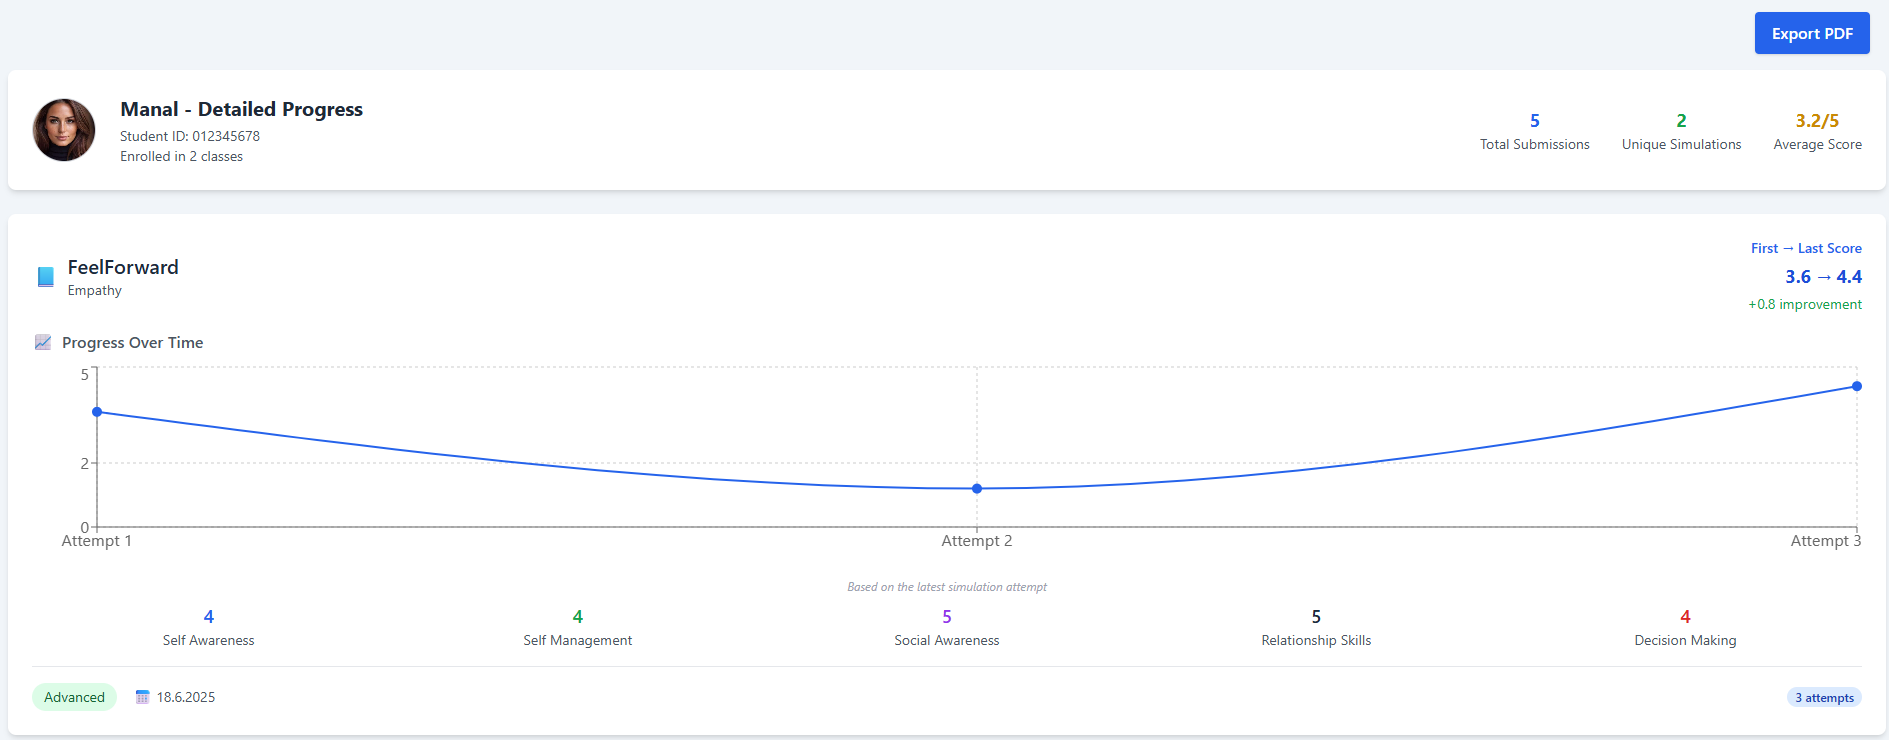 Export PDF
Manal - Detailed Progress
Student ID: 012345678
Enrolled in 2 classes
5
Total Submissions
2
Unique Simulations
3.2/5
Average Score
FeelForward
Empathy
First → Last Score
3.6 → 4.4
+0.8 improvement
Progress Over Time
5
2
0
Attempt 1
Attempt 2
Attempt 3
Based on the latest simulation attempt
4
Self Awareness
4
Self Management
5
Social Awareness
5
Relationship Skills
4
Decision Making
Advanced
18.6.2025
3 attempts